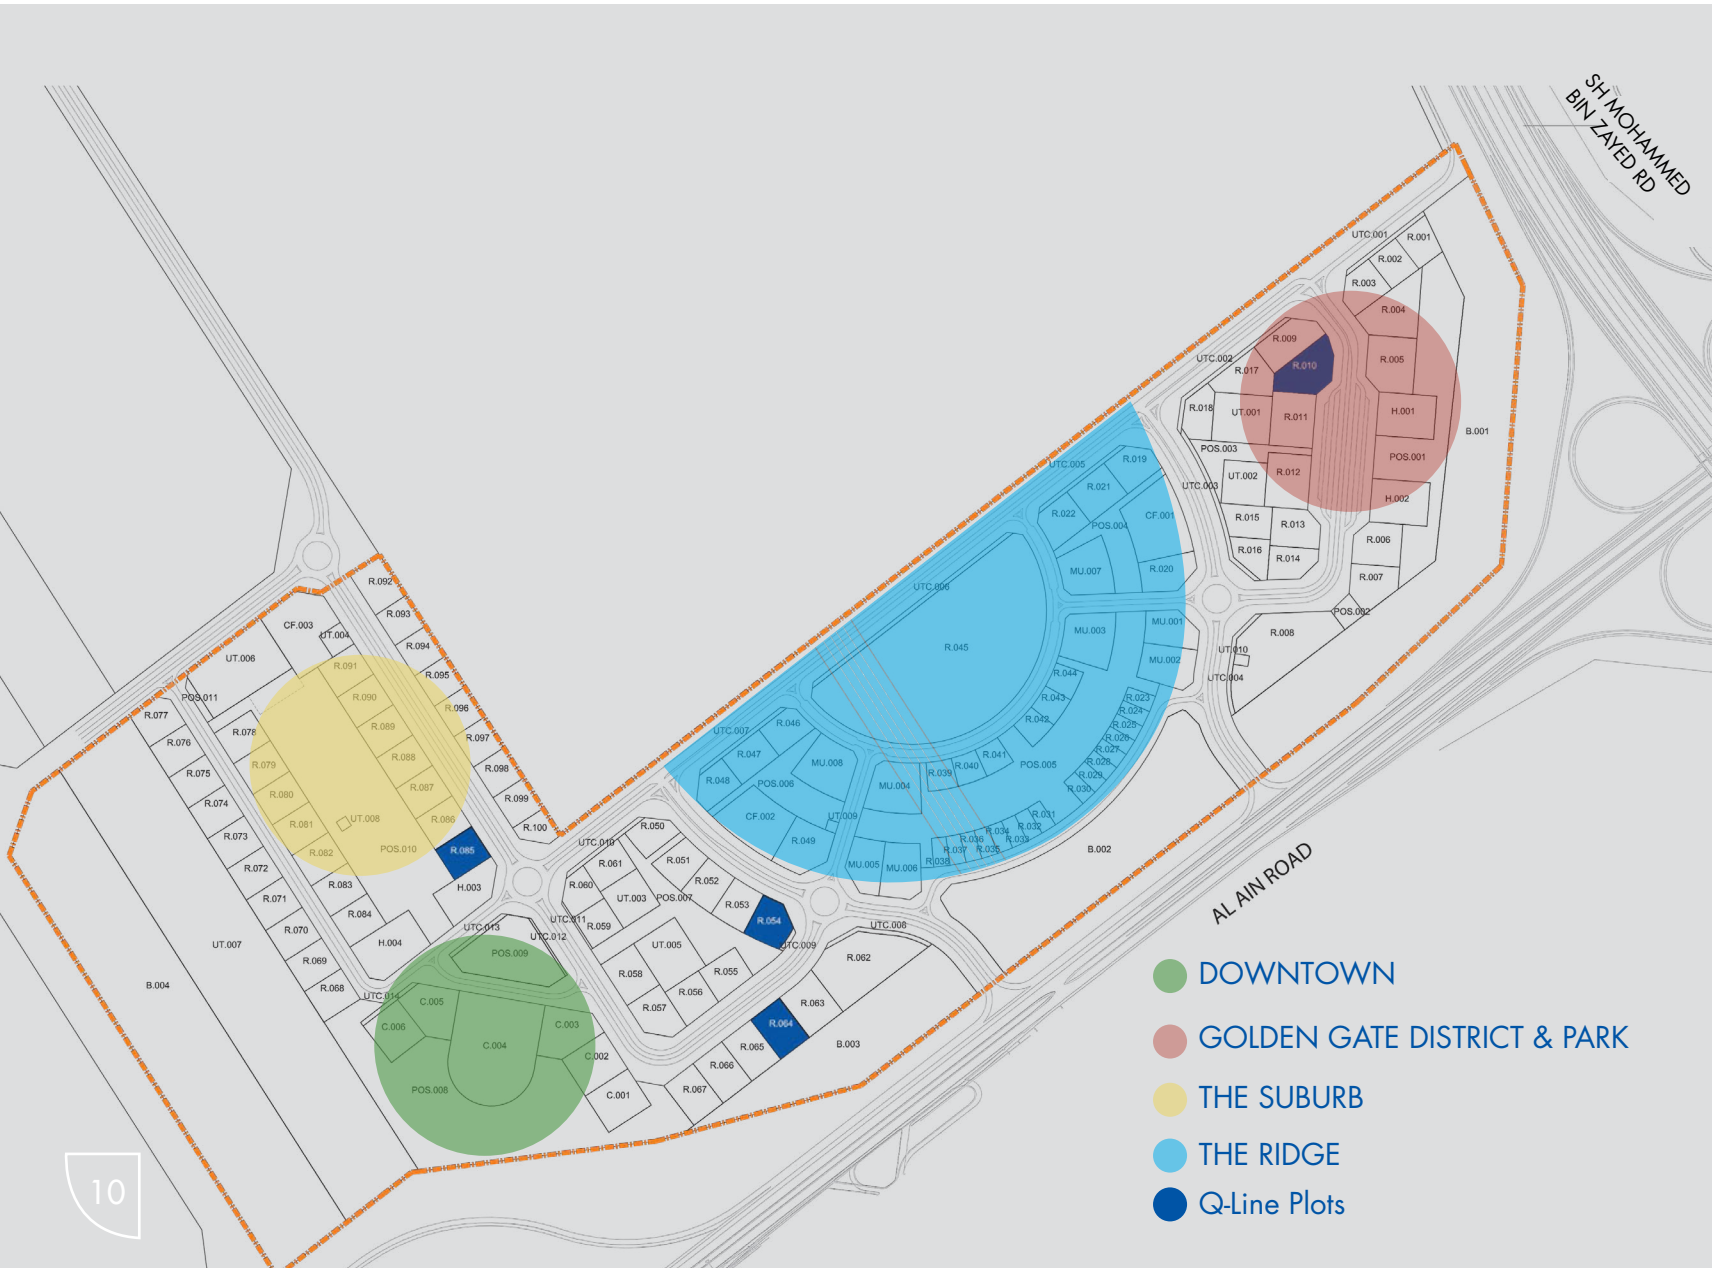 SH MOHAMMED
BIN ZAYED RD
UTC.001
R.001
R.002
R.003
R.004
R.009
R.005
UTC.002
R.017
R.010
R.018
UT.001
R.011
H.001
B.001
POS.003
POS.001
UTC.005
R.019
UT.002
R.012
UTC.003
R.021
H.002
R.022
POS.004
CF.001
R.015
R.013
R.006
R.016
R.014
MU.007
R.020
R.007
UTC.006
POS.002
MU.003
MU.001
R.008
R.045
MU.002
UT.010
UTC.004
R.044
R.043
R.042
R.023
R.024
R.025
R.026
R.027
R.028
R.029
R.030
R.041
R.040
R.039
POS.005
R.031
R.032
R.033
R.034
R.035
R.036
R.037
R.038
UTC.007
R.046
R.047
R.048
MU.008
POS.006
MU.004
CF.002
UT.009
R.049
MU.005
MU.006
B.002
AL AIN ROAD
R.092
R.093
R.094
R.095
R.096
R.097
R.098
R.099
R.100
CF.003
UT.004
UT.006
R.091
R.090
R.089
R.088
R.087
R.086
R.085
POS.011
R.077
R.076
R.075
R.074
R.073
R.072
R.071
R.070
R.069
R.068
R.078
R.079
R.080
R.081
R.082
R.083
R.084
UT.008
POS.010
H.003
H.004
UT.007
B.004
UTC.010
R.050
R.061
R.051
R.060
R.052
UT.003
POS.007
R.053
R.054
UTC.011
R.059
UTC.009
UTC.008
UTC.013
UTC.012
POS.009
UT.005
R.058
R.055
R.056
R.057
R.062
R.063
R.064
R.065
R.066
R.067
B.003
UTC.014
C.005
C.006
C.004
C.003
C.002
C.001
POS.008
DOWNTOWN
GOLDEN GATE DISTRICT & PARK
THE SUBURB
THE RIDGE
Q-Line Plots
10